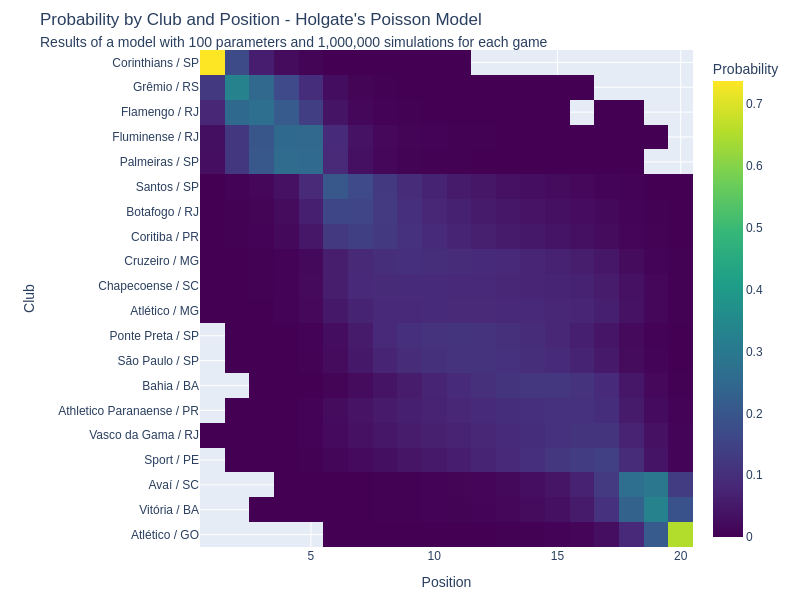 Probability by Club and Position - Holgate's Poisson Model
Results of a model with 100 parameters and 1,000,000 simulations for each game
Probability
Club
Corinthians / SP
Grêmio / RS
Flamengo / RJ
Fluminense / RJ
Palmeiras / SP
Santos / SP
Botafogo / RJ
Coritiba / PR
Cruzeiro / MG
Chapecoense / SC
Atlético / MG
Ponte Preta / SP
São Paulo / SP
Bahia / BA
Athletico Paranaense / PR
Vasco da Gama / RJ
Sport / PE
Avaí / SC
Vitória / BA
Atlético / GO
0.7
0.6
0.5
0.4
0.3
0.2
0.1
0
5 10 15 20
Position